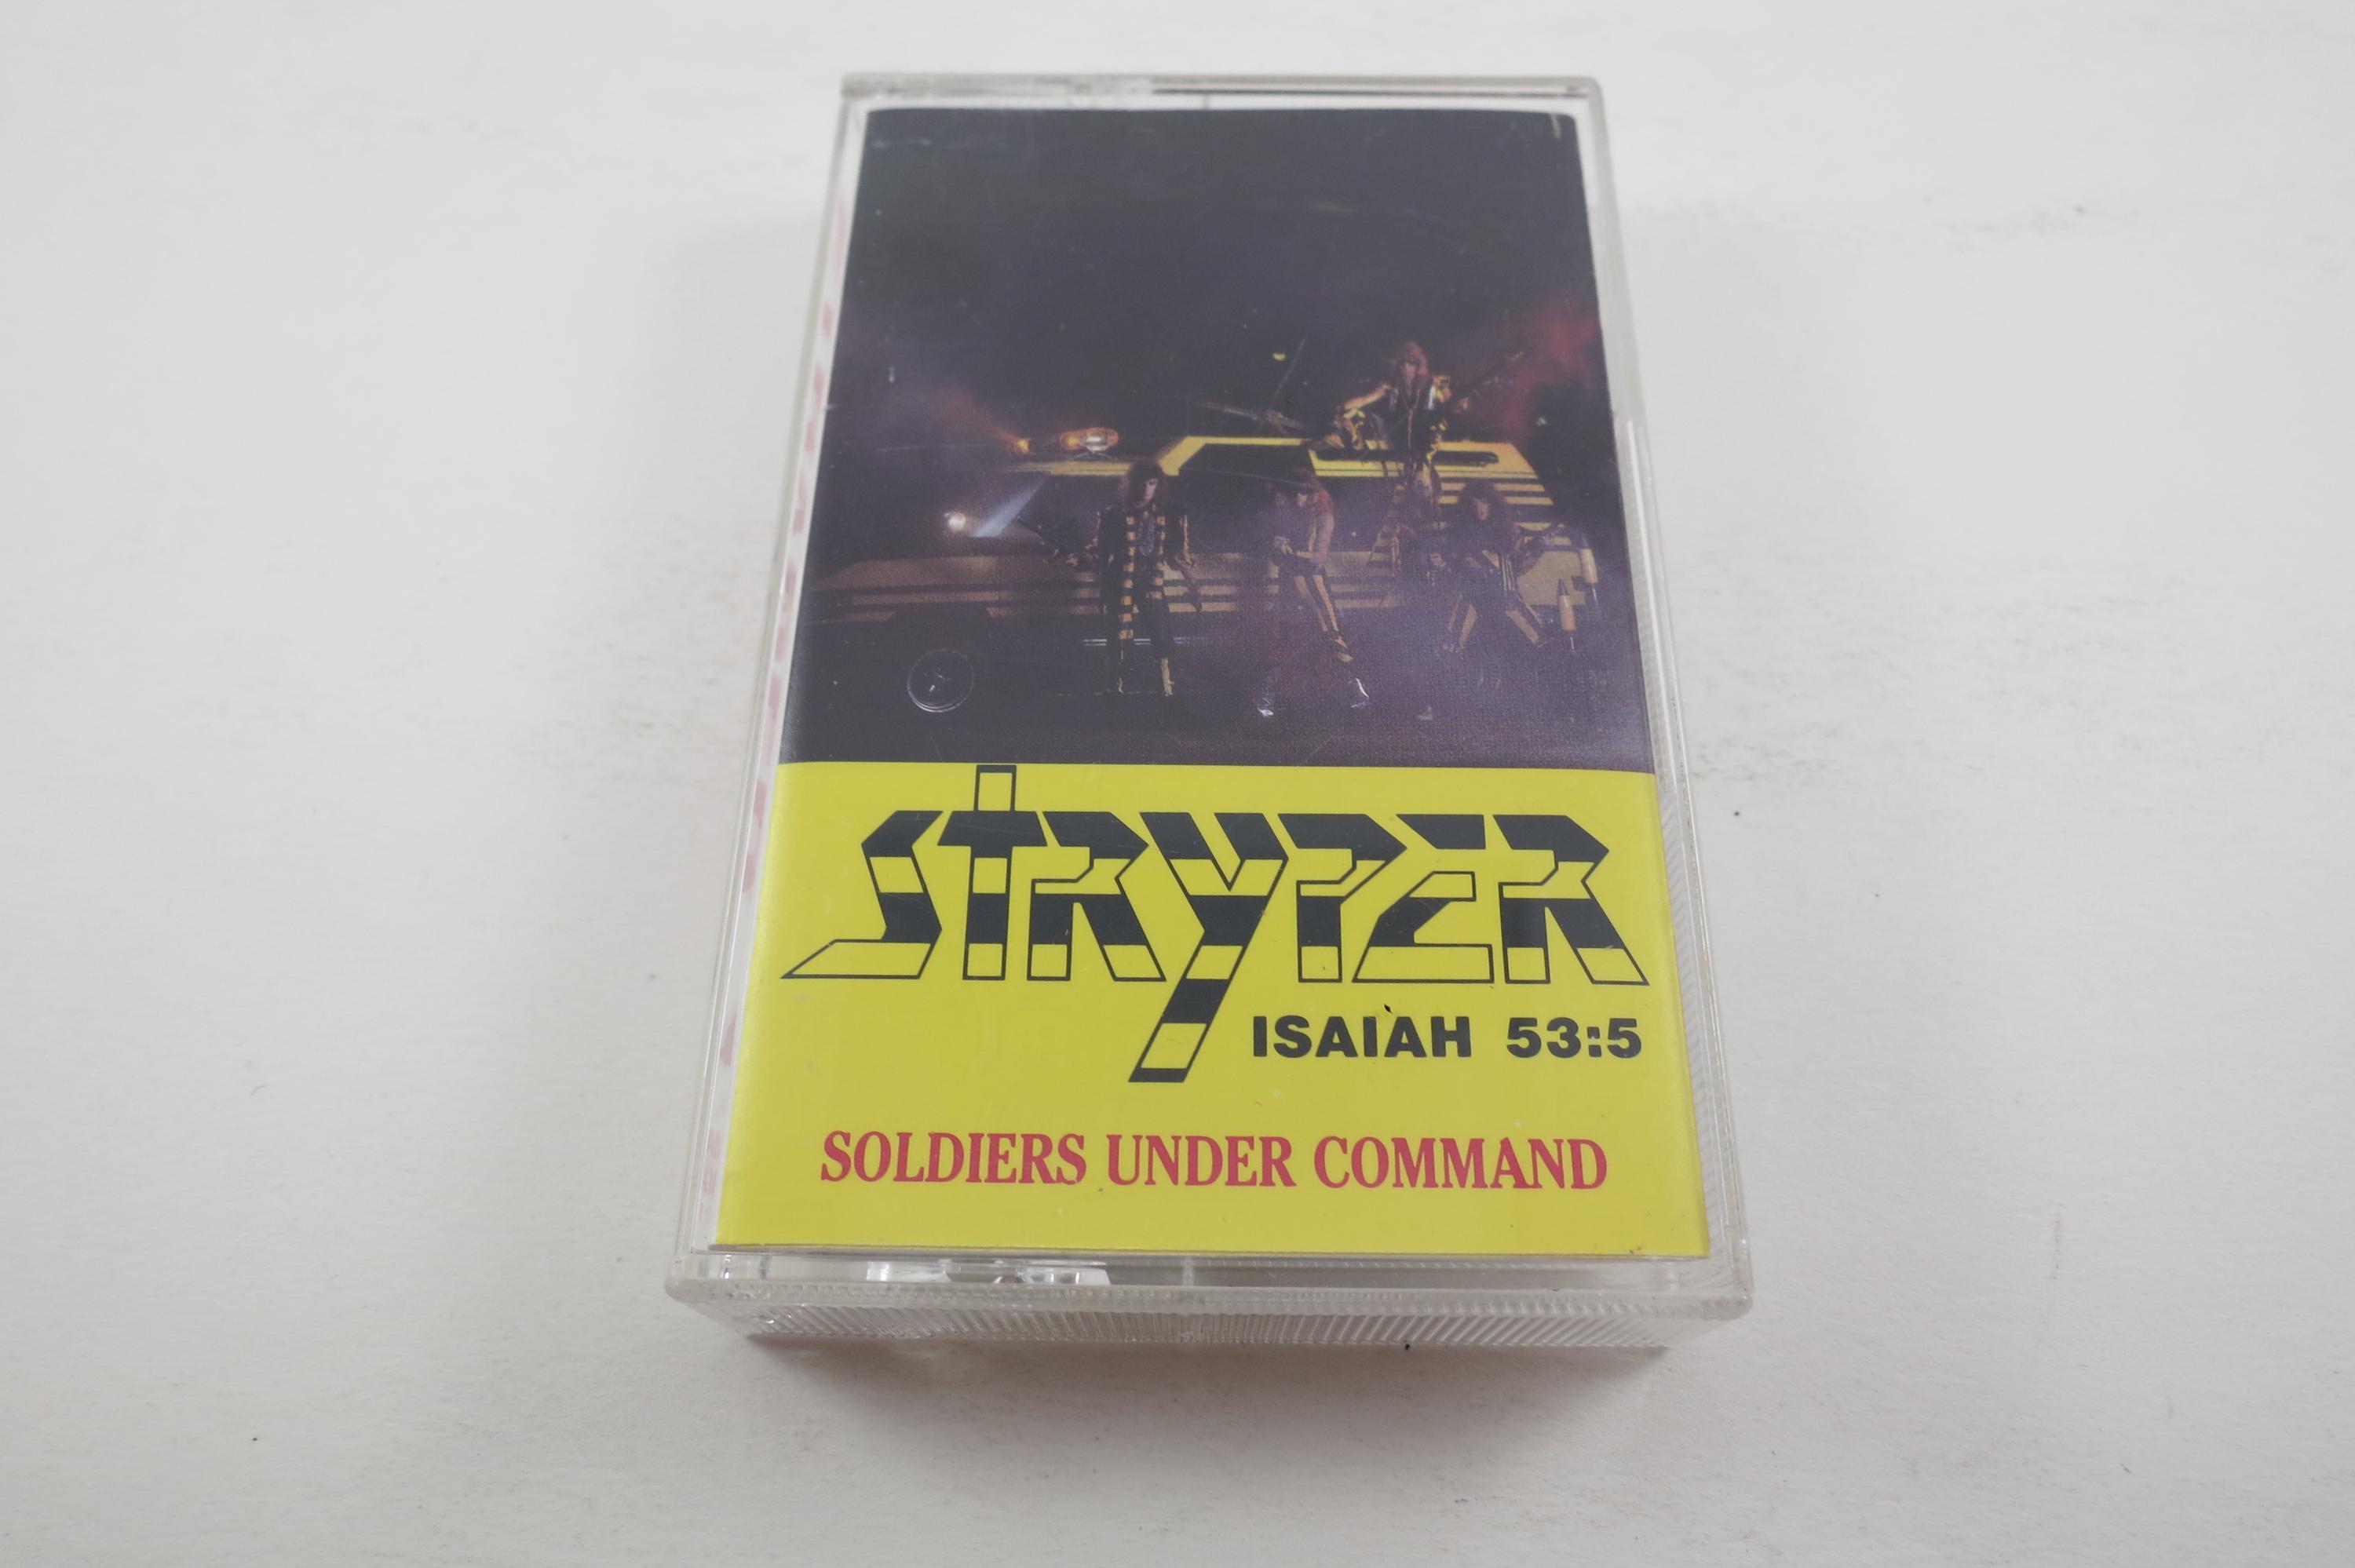 STRYPER
ISAIAH 53:5
SOLDIERS UNDER COMMAND